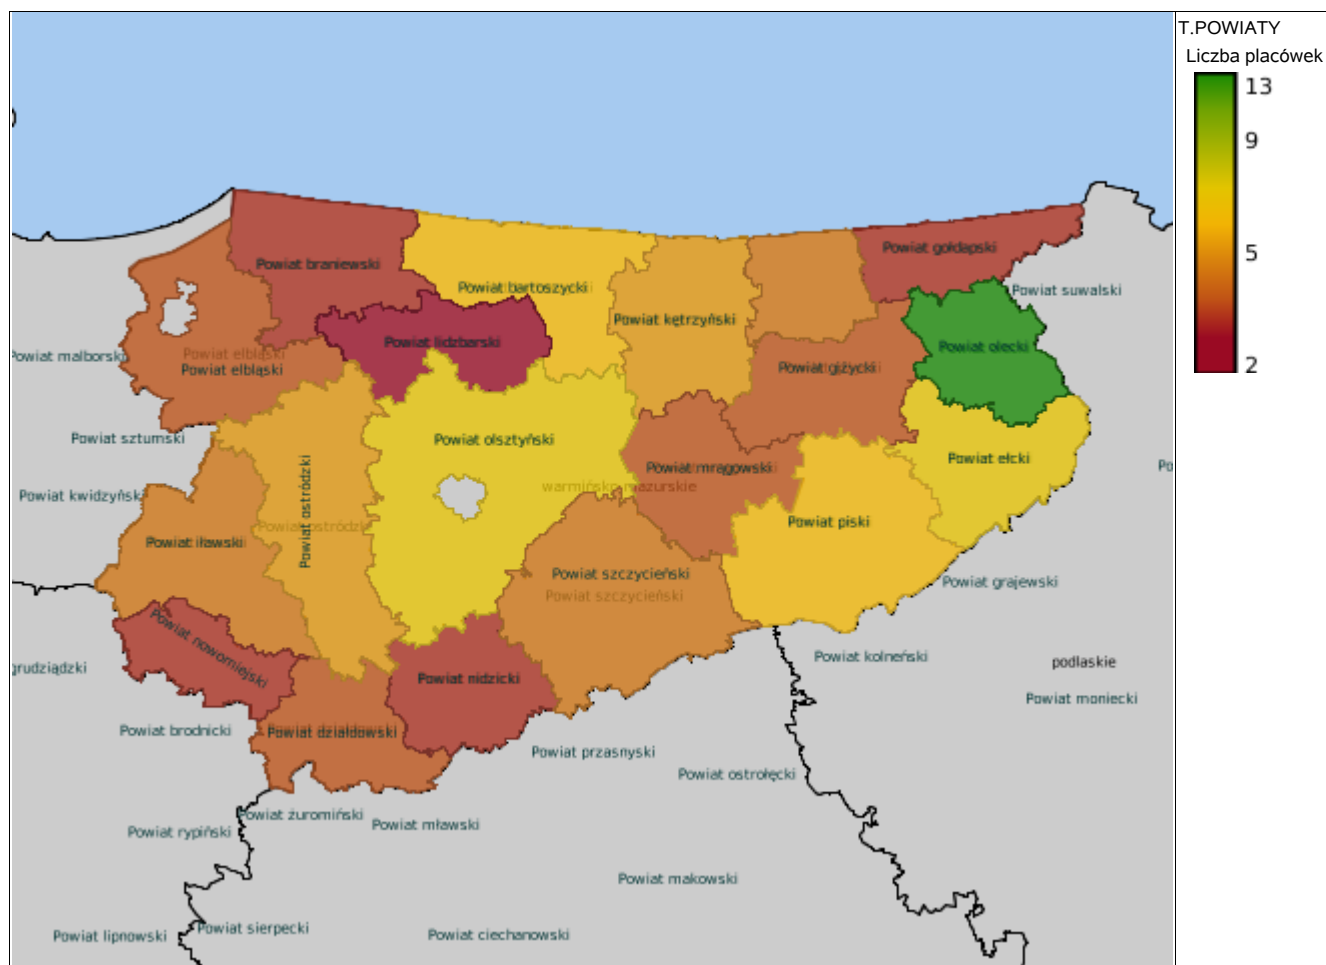 T.POWIATY
Liczba placówek
13
9
5
2
Powiat gołdapski
Powiat braniewski
Powiat bartoszycki
Powiat suwalski
Powiat kętrzyński
Powiat lidzbarski
Powiat olecki
Powiat elbląski
Powiat malborski
Powiat elbląski
Powiat giżycki
Powiat sztumski
Powiat olsztyński
Powiat ełcki
Powiat mrągowski
Powiat ostródzki
warmińsko-mazurskie
Powiat kwidzyńsk
Powiat piski
Powiat ostródzk
Powiat iławski
Powiat szczycieński
Powiat grajewski
Powiat szczycieński
Powiat nowomiejski
Powiat kolneński
podlaskie
grudziądzki
Powiat nidzicki
Powiat moniecki
Powiat brodnicki
Powiat działdowski
Powiat przasnyski
Powiat ostrołęcki
Powiat żuromiński
Powiat mławski
Powiat rypiński
Powiat makowski
Powiat sierpecki
Powiat lipnowski
Powiat ciechanowski
Po